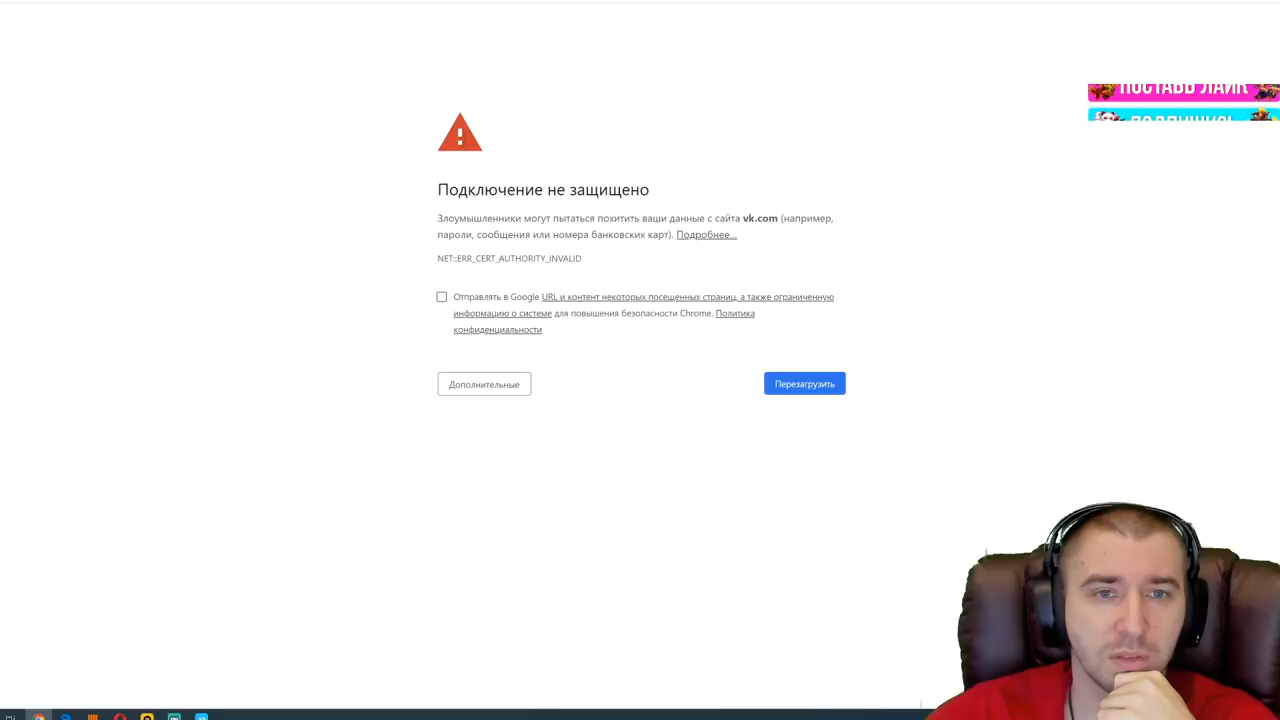 ПОСТАВЬ ЛАЙК
ПОДПИШИСЬ
Подключение не защищено
Злоумышленники могут пытаться похитить ваши данные с сайта vk.com (например,
пароли, сообщения или номера банковских карт). Подробнее...
NET::ERR_CERT_AUTHORITY_INVALID
Отправлять в Google URL и контент некоторых посещенных страниц, а также ограниченную
информацию о системе для повышения безопасности Chrome. Политика
конфиденциальности
Дополнительные
Перезагрузить